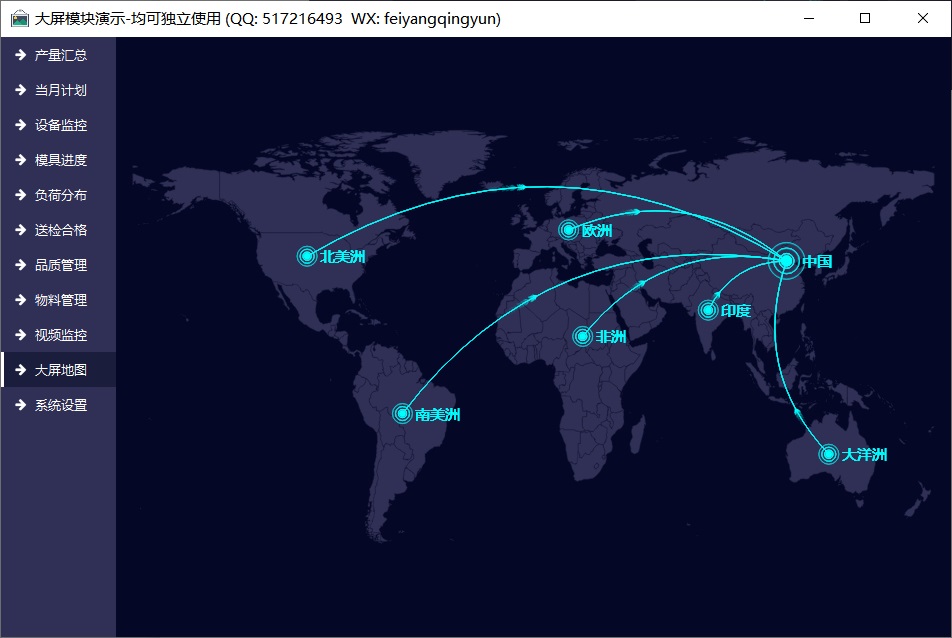 大屏模块演示-均可独立使用 (QQ: 517216493  WX: feiyangqingyun)
产量汇总
当月计划
设备监控
模具进度
负荷分布
送检合格
品质管理
物料管理
视频监控
大屏地图
系统设置
欧洲
北美洲
中国
印度
非洲
南美洲
大洋洲